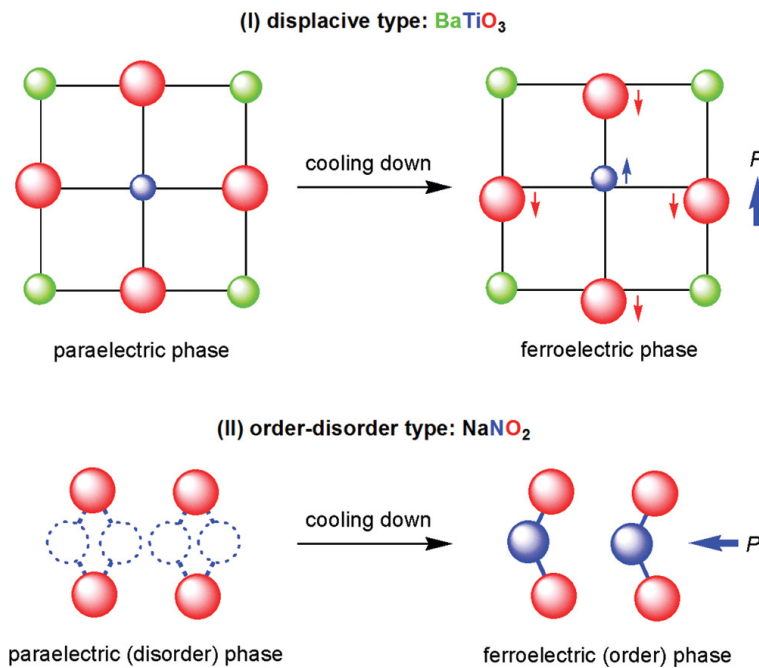 (I) displacive type: BaTiO₃
cooling down
P
paraelectric phase
ferroelectric phase
(II) order-disorder type: NaNO₂
cooling down
P
paraelectric (disorder) phase
ferroelectric (order) phase